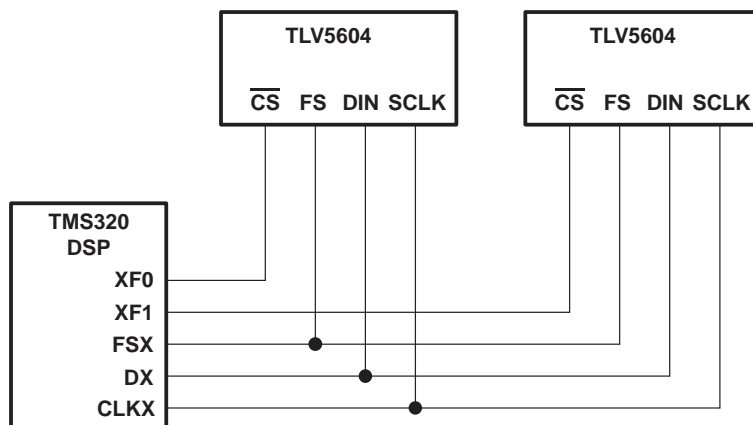 TLV5604
CS FS DIN SCLK
TLV5604
CS FS DIN SCLK
TMS320
DSP
XF0
XF1
FSX
DX
CLKX